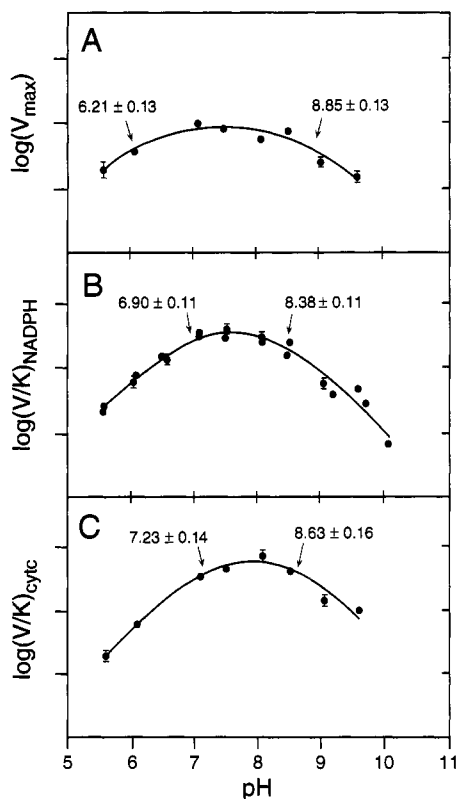 A
log(Vmax)
6.21 ± 0.13
8.85 ± 0.13
B
log(V/K)NADPH
6.90 ± 0.11
8.38 ± 0.11
C
log(V/K)cytc
7.23 ± 0.14
8.63 ± 0.16
5 6 7 8 9 10 11
pH